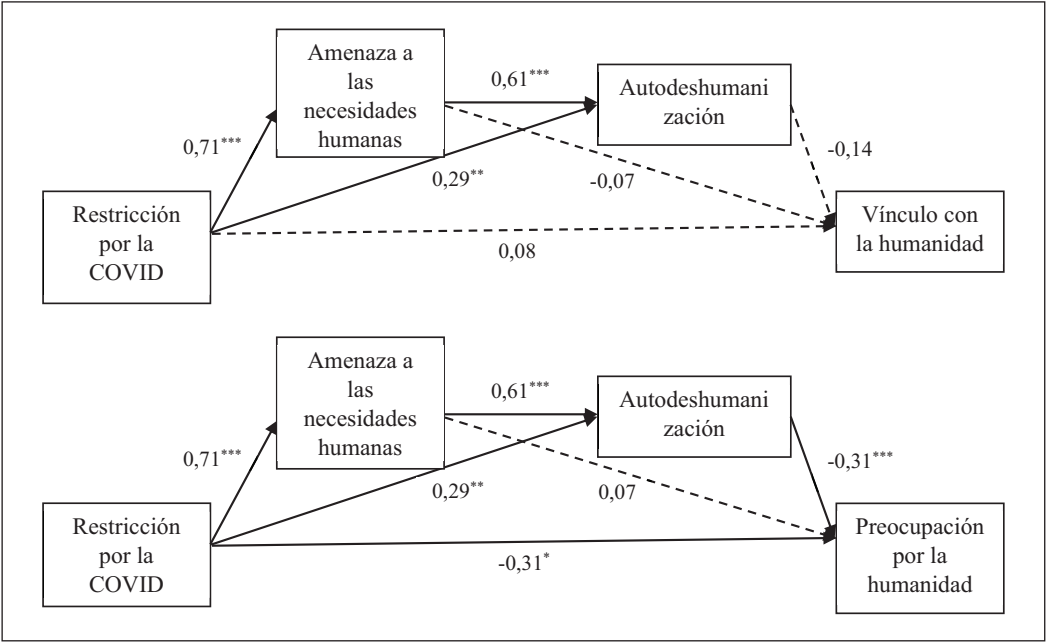 Amenaza a
las
necesidades
humanas
0,61***
Autodeshumani
zación
0,71***
0,29**
-0,07
-0,14
Restricción
por la
COVID
Vínculo con
la humanidad
0,08
Amenaza a
las
necesidades
humanas
0,61***
Autodeshumani
zación
0,71***
0,29**
0,07
-0,31***
Restricción
por la
COVID
Preocupación
por la
humanidad
-0,31*